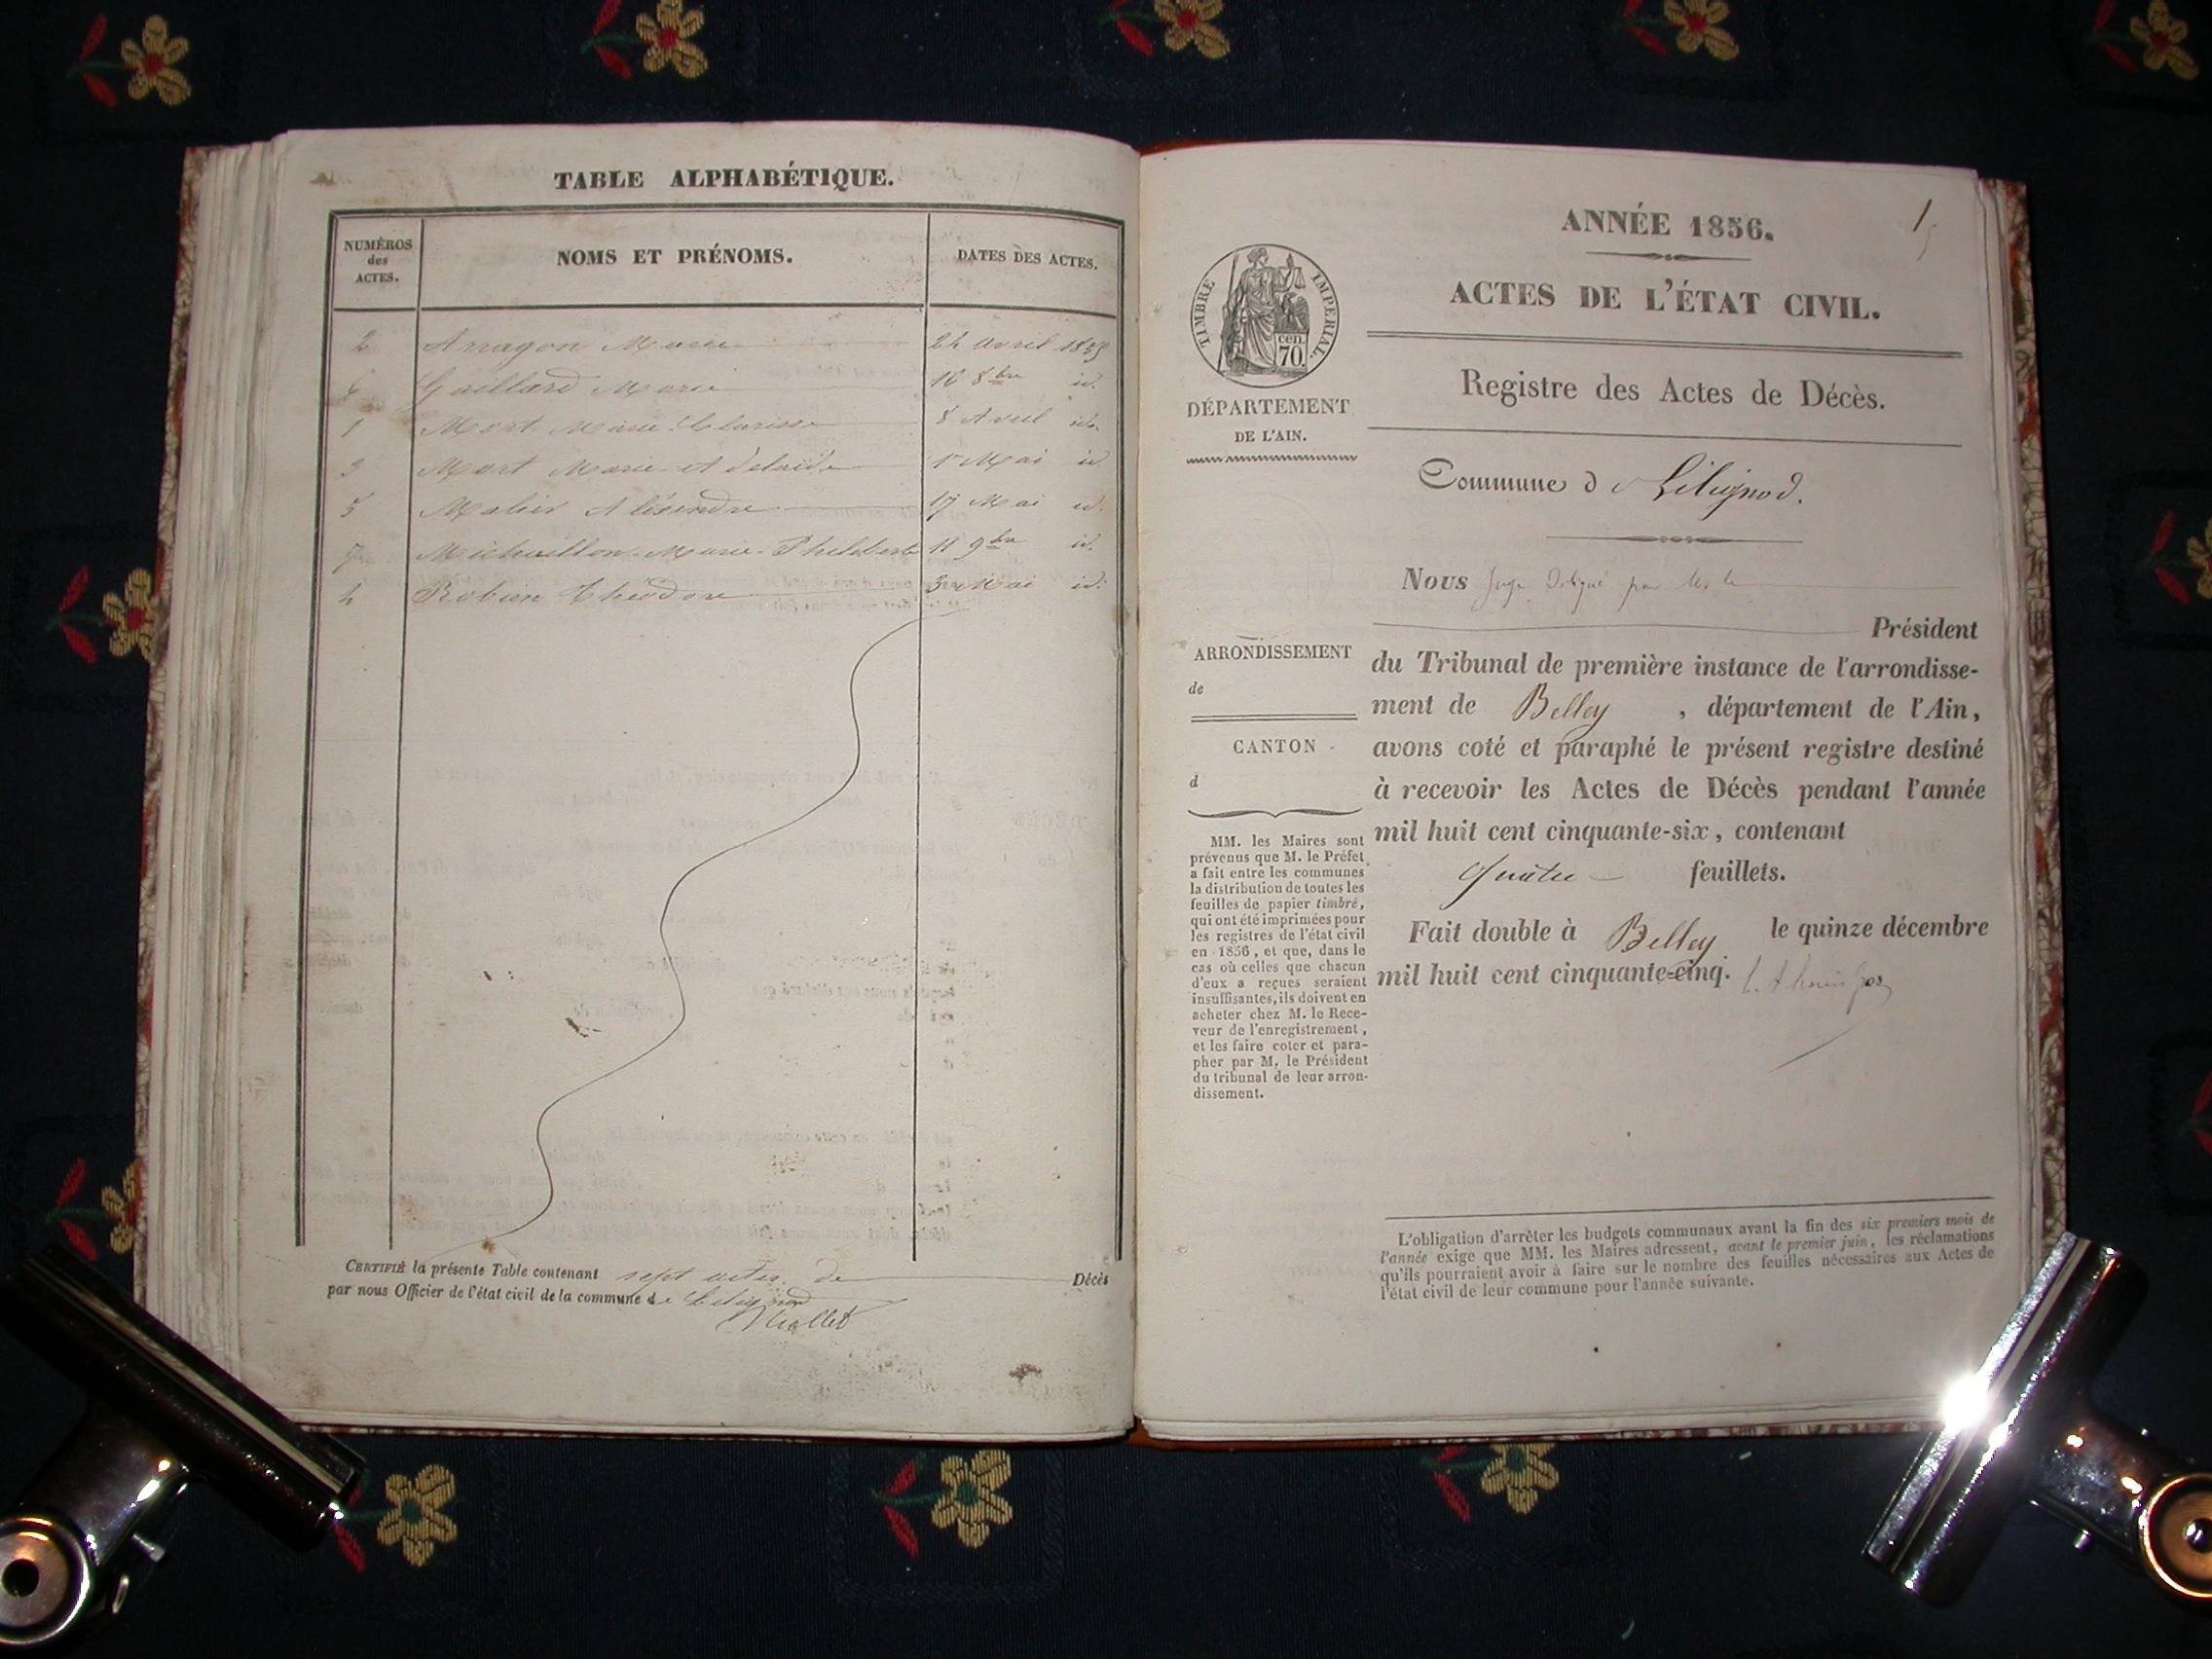 TABLE ALPHABÉTIQUE.
NUMÉROS
des
ACTES.
NOMS ET PRÉNOMS.
DATES DES ACTES.
2 Arragon Marie 24 avril 1855
6 Gaillard Marie 16 8bre id.
1 Mort Marie Clarisse 8 Avril id.
3 Mort Marie Adelaïde 1er Mai id.
5 Alexandre 17 Mai id.
7 Michaillon Marie-Philiberte 11 9bre id.
4 Robin Théodore 3 Mai id.
CERTIFIÉ la présente Table contenant sept actes de Décès
par nous Officier de l'état civil de la commune de Lilignod
ANNÉE 1856.
1
ACTES DE L'ÉTAT CIVIL.
Registre des Actes de Décès.
TIMBRE IMPERIAL.
cen.
70.
DÉPARTEMENT
DE L'AIN.
Commune de Lilignod.
Nous Juge
Président
du Tribunal de première instance de l'arrondisse-
ment de Belley, département de l'Ain,
avons coté et paraphé le présent registre destiné
à recevoir les Actes de Décès pendant l'année
mil huit cent cinquante-six, contenant
quatre feuillets.
Fait double à Belley le quinze décembre
mil huit cent cinquante-cinq.
ARRONDISSEMENT
de
CANTON
d
MM. les Maires sont
prévenus que M. le Préfet
a fait entre les communes
la distribution de toutes les
feuilles de papier timbré,
qui ont été imprimées pour
les registres de l'état civil
en 1856, et que, dans le
cas où celles que chacun
d'eux a reçues seraient
insuffisantes, ils doivent en
acheter chez M. le Rece-
veur de l'enregistrement,
et les faire coter et para-
pher par M. le Président
du tribunal de leur arron-
dissement.
L'obligation d'arrêter les budgets communaux avant la fin des six premiers mois de
l'année exige que MM. les Maires adressent, avant le premier juin, les réclamations
qu'ils pourraient avoir à faire sur le nombre des feuilles nécessaires aux Actes de
l'état civil de leur commune pour l'année suivante.